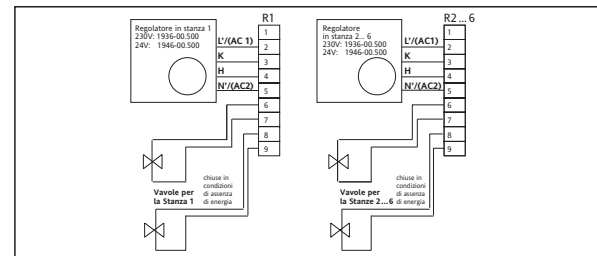 R1
Regolatore in stanza 1
230V: 1936-00.500
24V: 1946-00.500
L'/(AC 1)
K
H
N'/(AC2)
1
2
3
4
5
6
7
8
9
Vavole per
la Stanza 1
chiuse in
condizioni
di assenza
di energia
R2 ... 6
Regolatore
in stanza 2... 6
230V: 1936-00.500
24V: 1946-00.500
L'/(AC1)
K
H
N'/(AC2)
1
2
3
4
5
6
7
8
9
Vavole per
la Stanze 2...6
chiuse in
condizioni
di assenza
di energia